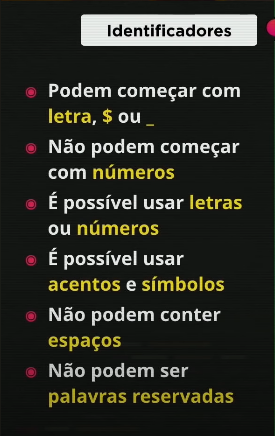 Identificadores
Podem começar com
letra, $ ou _
Não podem começar
com números
É possível usar letras
ou números
É possível usar
acentos e símbolos
Não podem conter
espaços
Não podem ser
palavras reservadas